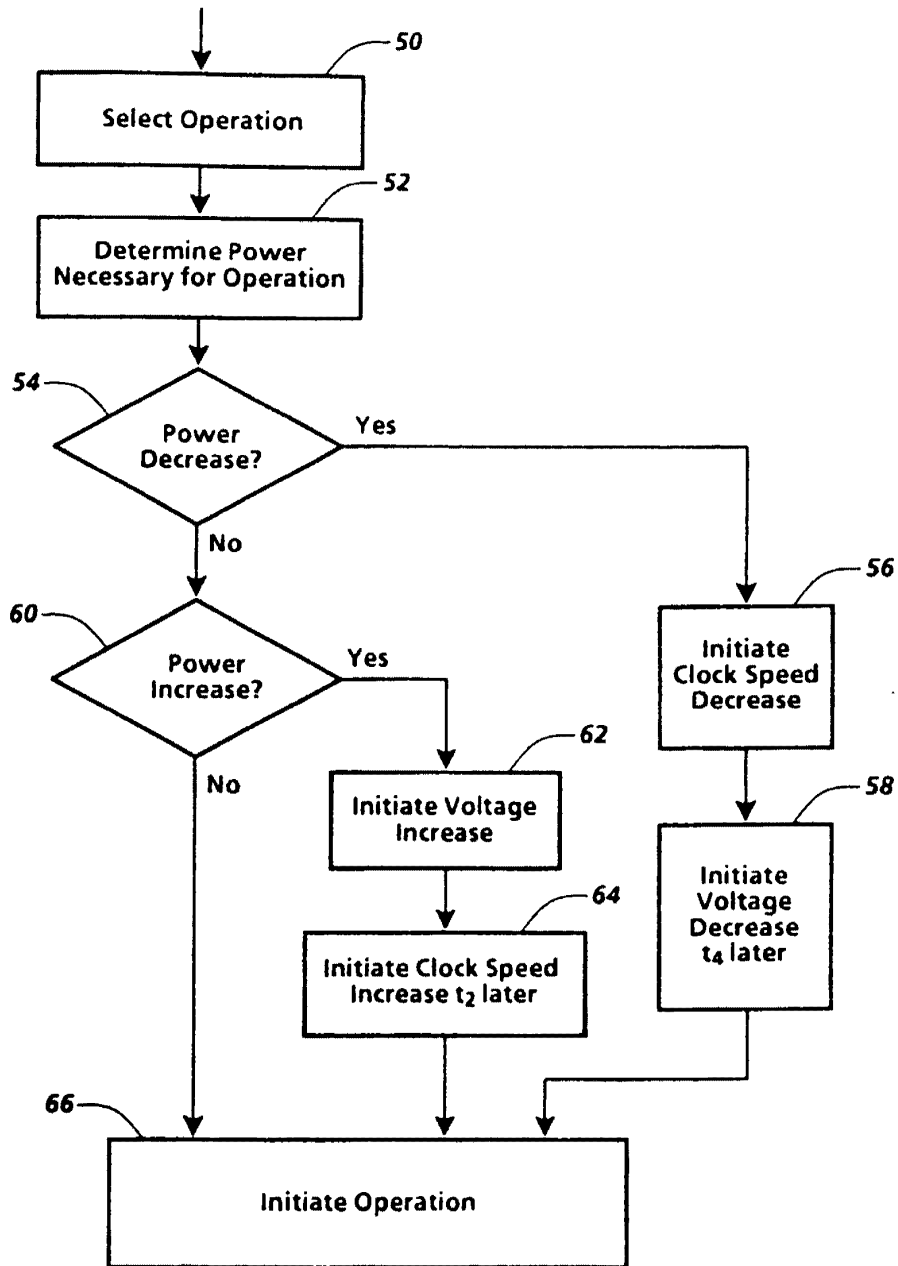 50
Select Operation
52
Determine Power
Necessary for Operation
54
Power
Decrease?
Yes
No
56
Initiate
Clock Speed
Decrease
60
Power
Increase?
Yes
No
62
Initiate Voltage
Increase
58
Initiate
Voltage
Decrease
t4 later
64
Initiate Clock Speed
Increase t2 later
66
Initiate Operation